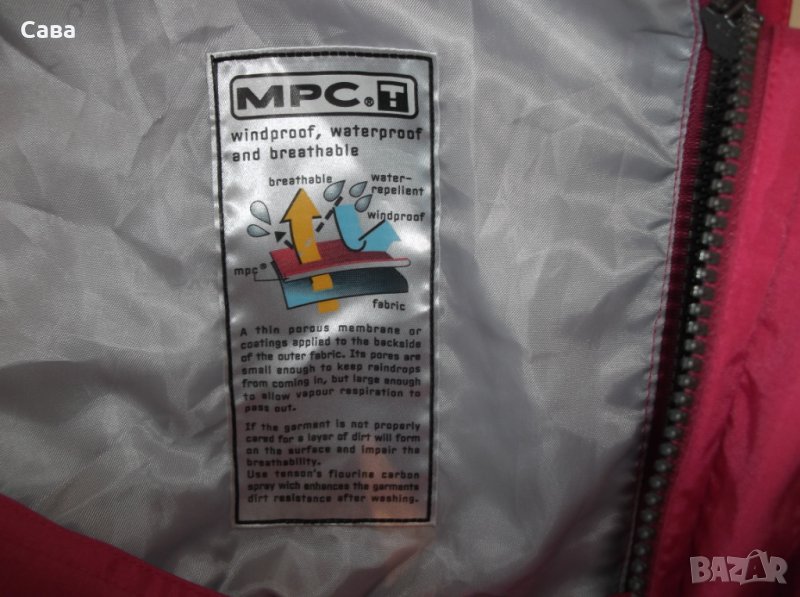 Сава
MPC.® T:
windproof, waterproof
and breathable
breathable
water-
repellent
windproof
mpc®
fabric
A thin porous membrane or
coatings applied to the backside
of the outer fabric. Its pores are
small enough to keep raindrops
from coming in, but large enough
to allow vapour respiration to
pass out.
If the garment is not properly
cared for a layer of dirt will form
on the surface and impair the
breathability.
Use tenson's flourine carbon
spray wich enhances the garments
dirt resistance after washing.
BAZAR